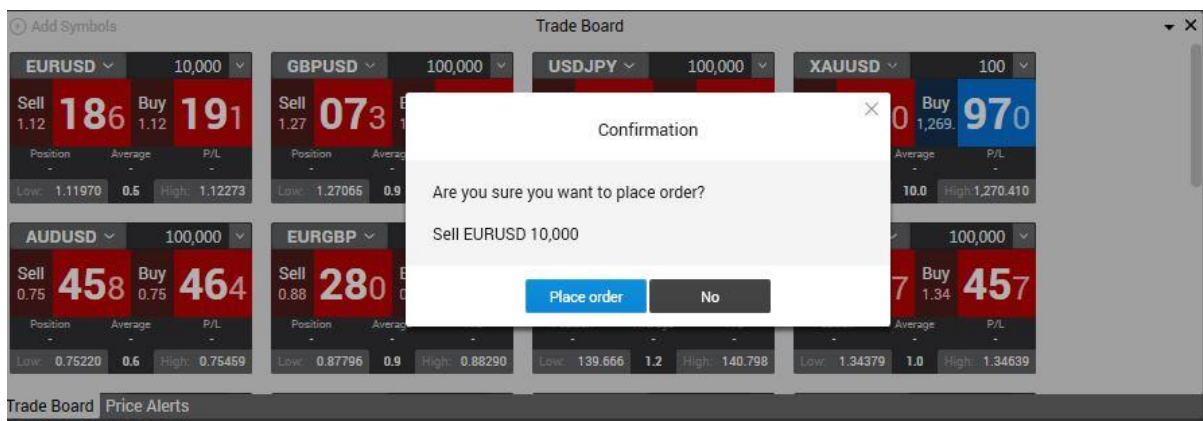 Add Symbols
Trade Board
EURUSD 10,000
GBPUSD 100,000
USDJPY 100,000
XAUUSD 100
Sell 1.12 186 Buy 1.12 191
Sell 1.27 073
0 Buy 1,269. 970
Position Average P/L
Position
Average P/L
- - -
Low: 1.11970 0.5 High: 1.12273
Low: 1.27065 0.9
10.0 High: 1,270.410
Confirmation
Are you sure you want to place order?
Sell EURUSD 10,000
Place order No
AUDUSD 100,000
EURGBP
100,000
Sell 0.75 458 Buy 0.75 464
Sell 0.88 280
7 Buy 1.34 457
Position Average P/L
Position
Average P/L
- - -
Low: 0.75220 0.6 High: 0.75459
Low: 0.87796 0.9 High: 0.88290
Low: 139.666 1.2 High: 140.798
Low: 1.34379 1.0 High: 1.34639
Trade Board Price Alerts